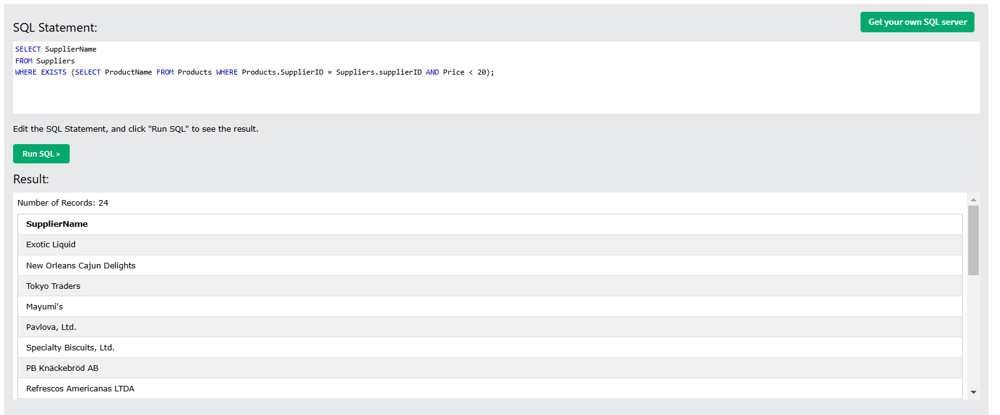 Get your own SQL server
SQL Statement:
SELECT SupplierName
FROM Suppliers
WHERE EXISTS (SELECT ProductName FROM Products WHERE Products.SupplierID = Suppliers.supplierID AND Price < 20);
Edit the SQL Statement, and click "Run SQL" to see the result.
Run SQL »
Result:
Number of Records: 24
SupplierName
Exotic Liquid
New Orleans Cajun Delights
Tokyo Traders
Mayumi's
Pavlova, Ltd.
Specialty Biscuits, Ltd.
PB Knäckebröd AB
Refrescos Americanas LTDA